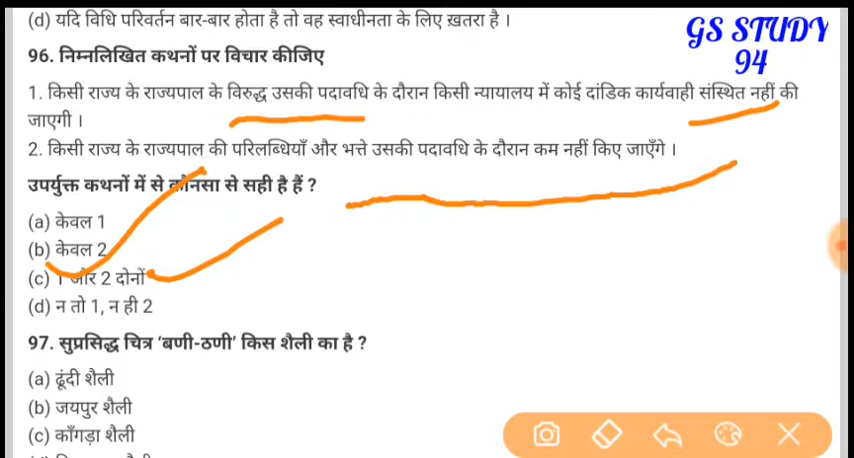 (d) यदि विधि परिवर्तन बार-बार होता है तो वह स्वाधीनता के लिए ख़तरा है ।
GS STUDY
94
96. निम्नलिखित कथनों पर विचार कीजिए
1. किसी राज्य के राज्यपाल के विरुद्ध उसकी पदावधि के दौरान किसी न्यायालय में कोई दांडिक कार्यवाही संस्थित नहीं की
जाएगी ।
2. किसी राज्य के राज्यपाल की परिलब्धियाँ और भत्ते उसकी पदावधि के दौरान कम नहीं किए जाएँगे ।
उपर्युक्त कथनों में से कौनसा से सही है हैं ?
(a) केवल 1
(b) केवल 2
(c) 1 और 2 दोनों
(d) न तो 1, न ही 2
97. सुप्रसिद्ध चित्र 'बणी-ठणी' किस शैली का है ?
(a) बूंदी शैली
(b) जयपुर शैली
(c) काँगड़ा शैली